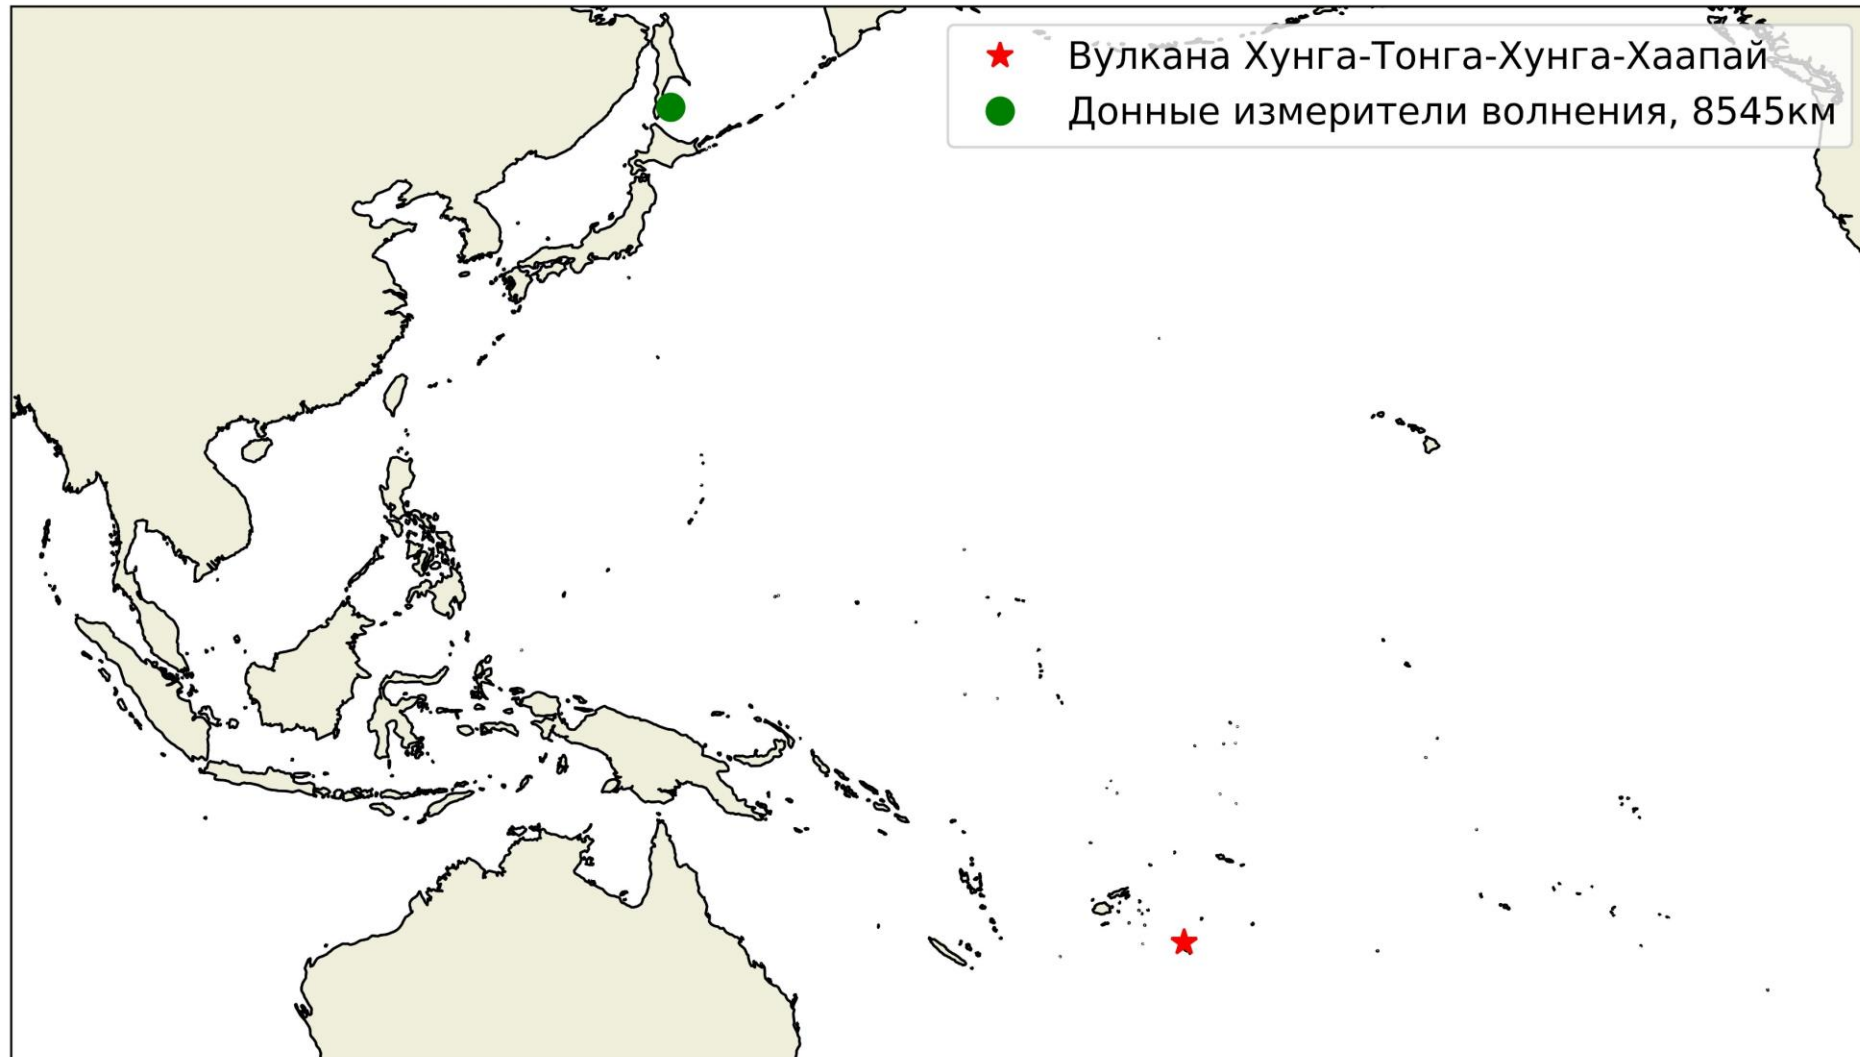 Вулкана Хунга-Тонга-Хунга-Хаапай
Донные измерители волнения, 8545км